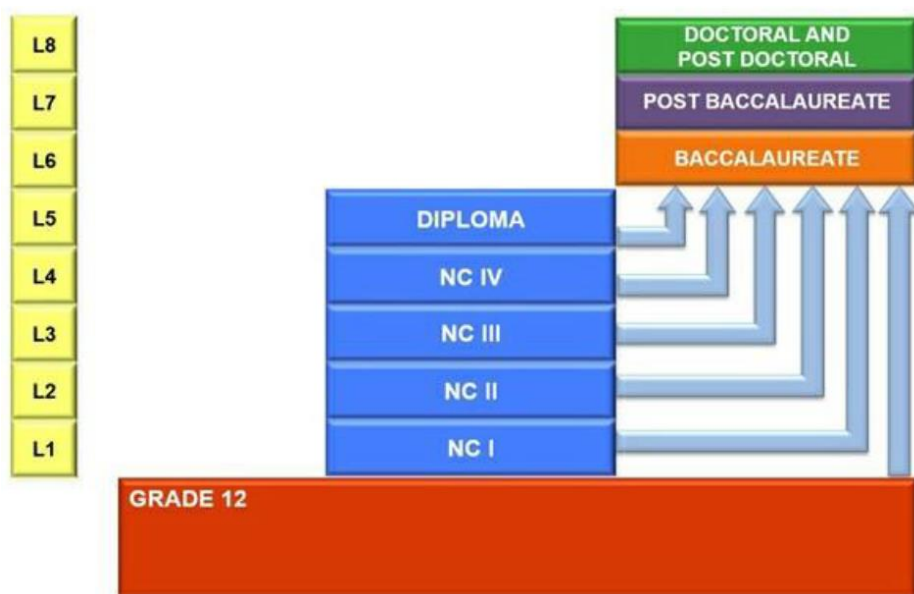 L8
DOCTORAL AND
POST DOCTORAL
L7
POST BACCALAUREATE
L6
BACCALAUREATE
L5
DIPLOMA
L4
NC IV
L3
NC III
L2
NC II
L1
NC I
GRADE 12